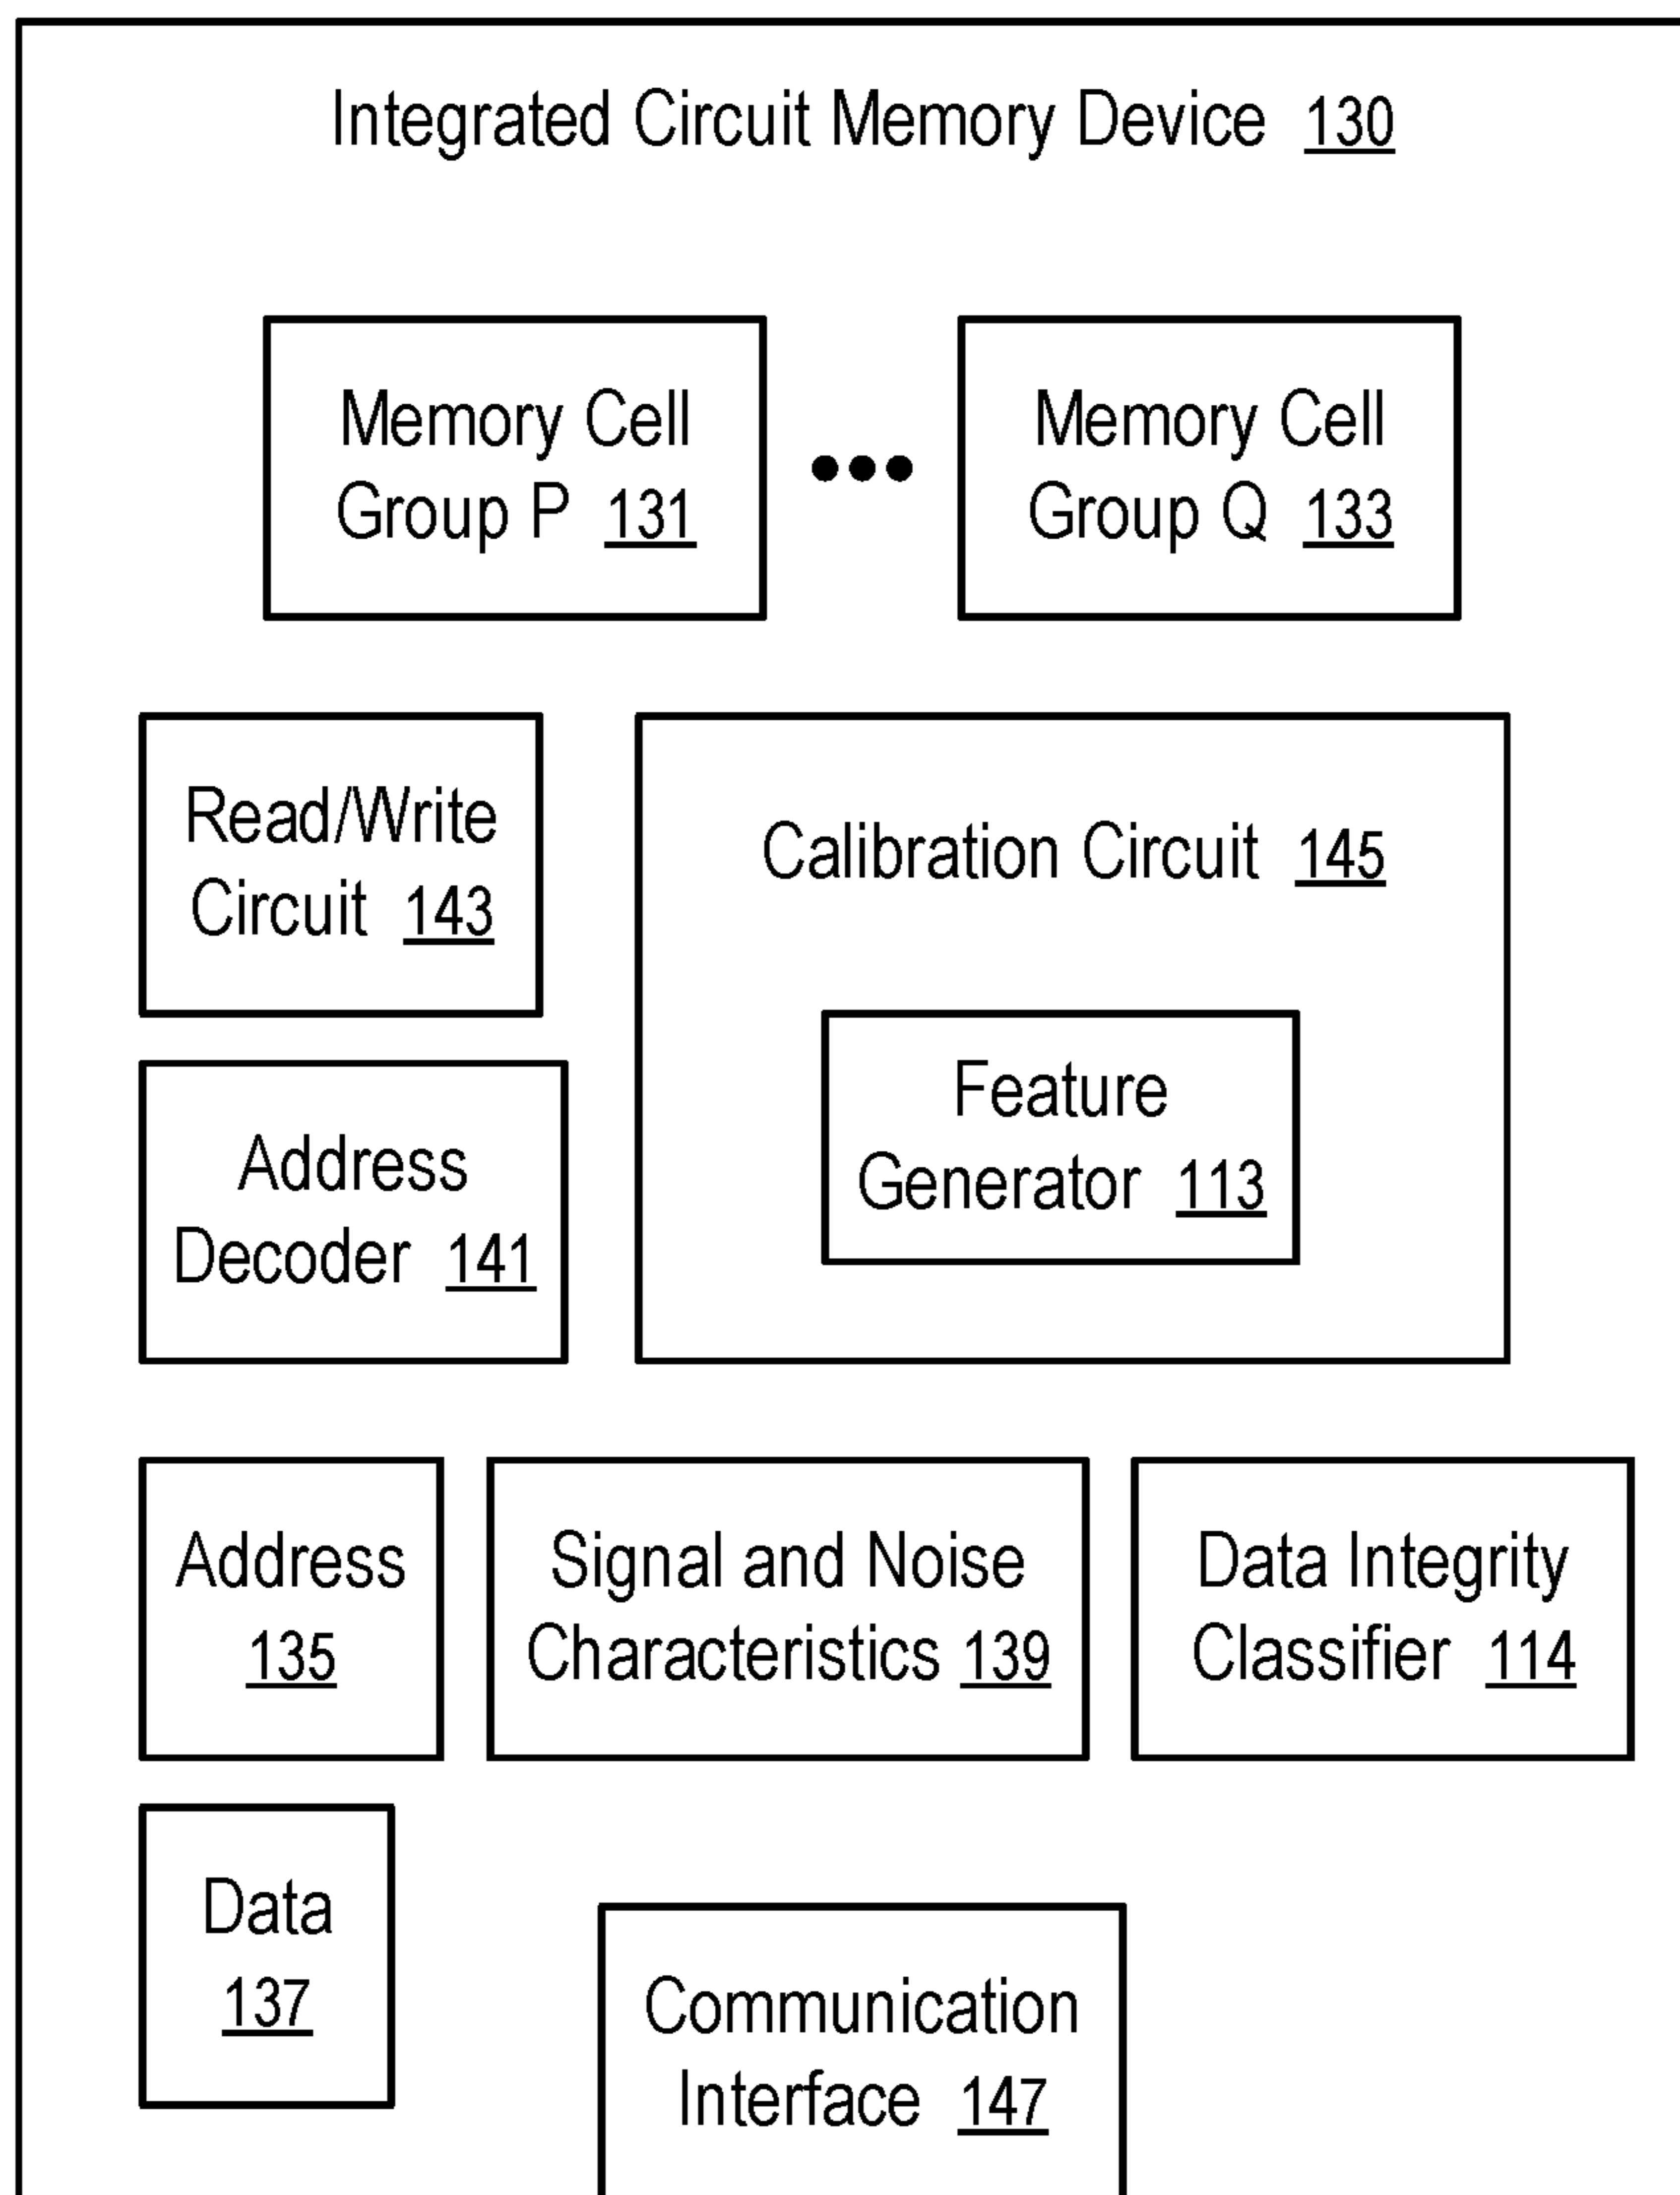 Integrated Circuit Memory Device 130
Memory Cell
Group P 131
Memory Cell
Group Q 133
Read/Write
Circuit 143
Calibration Circuit 145
Feature
Generator 113
Address
Decoder 141
Address
135
Signal and Noise
Characteristics 139
Data Integrity
Classifier 114
Data
137
Communication
Interface 147